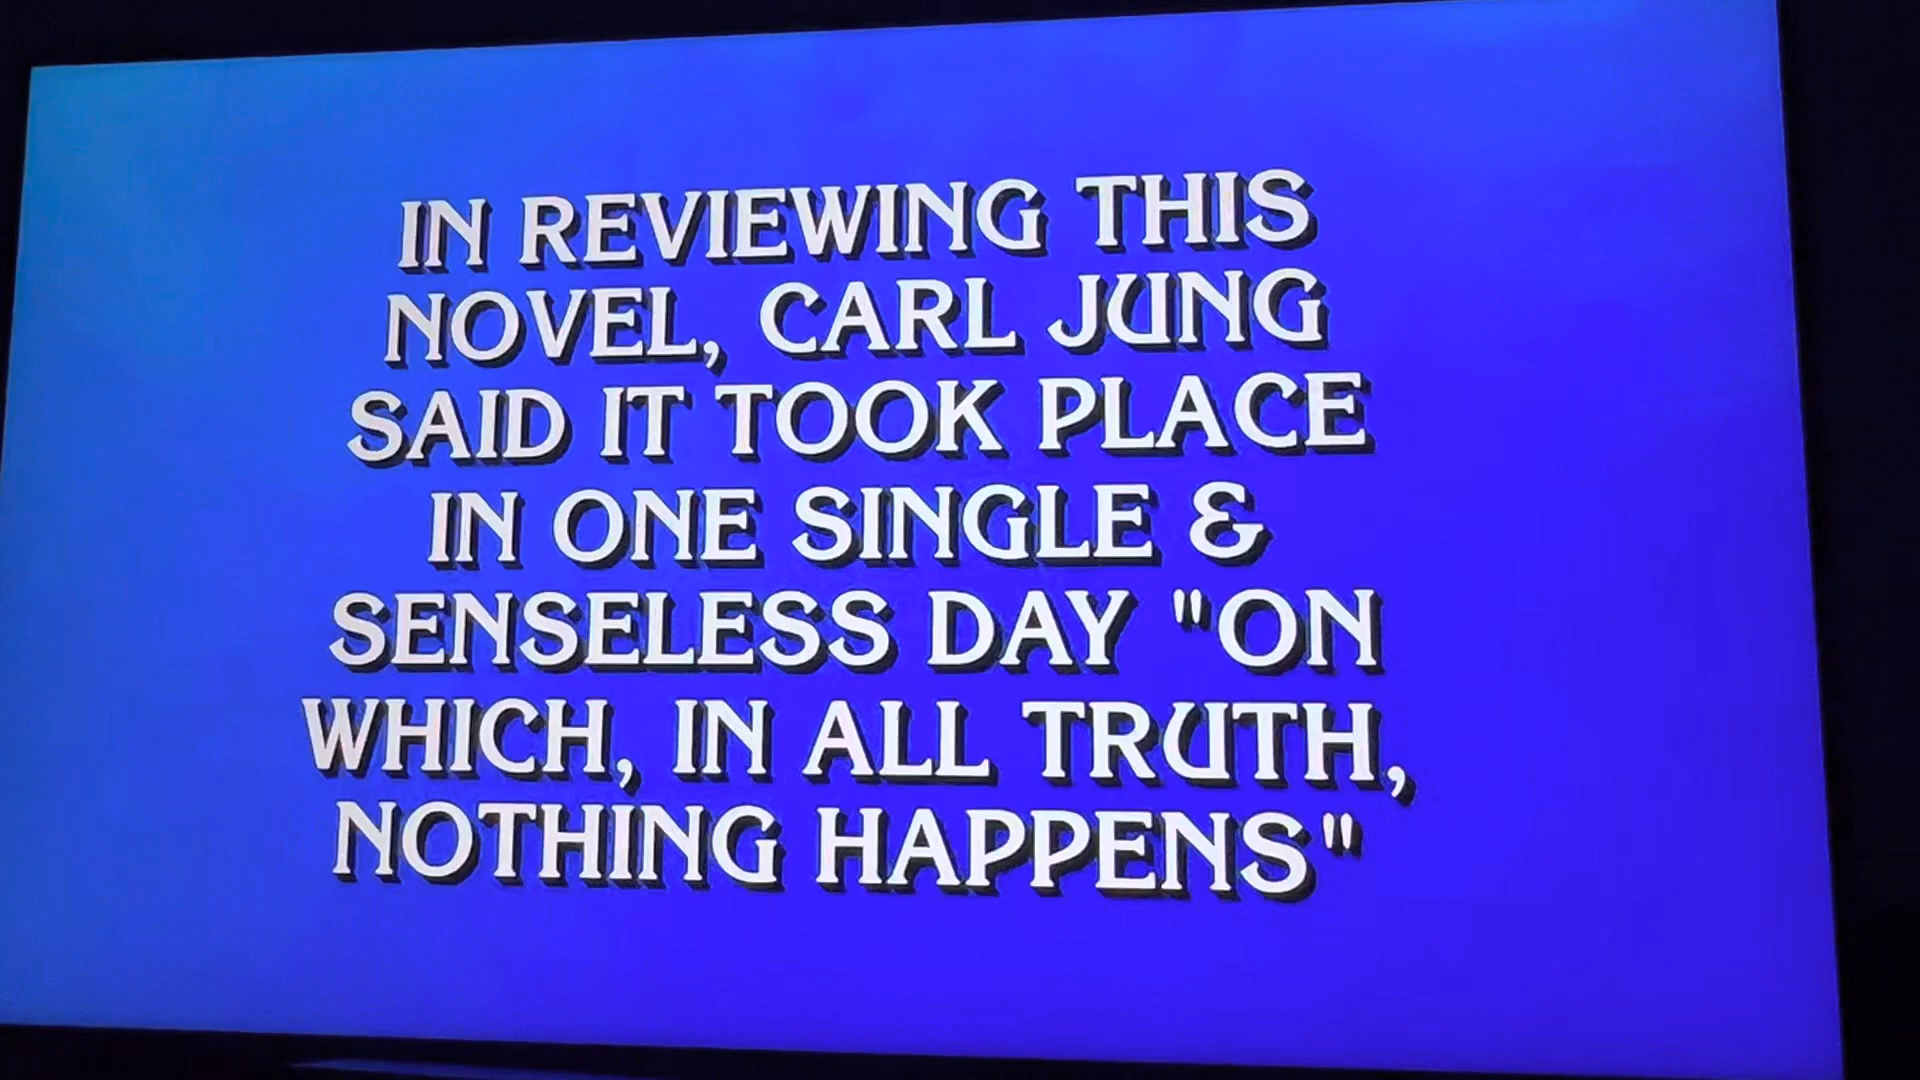 IN REVIEWING THIS
NOVEL, CARL JUNG
SAID IT TOOK PLACE
IN ONE SINGLE &
SENSELESS DAY "ON
WHICH, IN ALL TRUTH,
NOTHING HAPPENS"